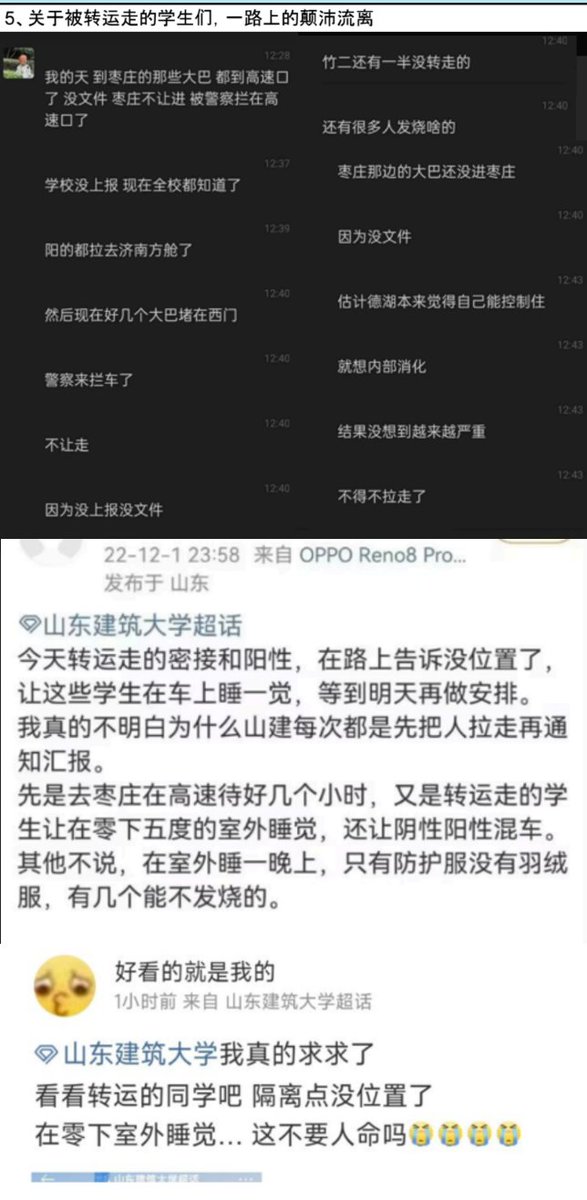 5、关于被转运走的学生们，一路上的颠沛流离
12:28
我的天 到枣庄的那些大巴 都到高速口
了 没文件 枣庄不让进 被警察拦在高
速口了
12:37
学校没上报 现在全校都知道了
12:39
阳的都拉去济南方舱了
12:40
然后现在好几个大巴堵在西门
12:40
警察来拦车了
12:40
不让走
12:40
因为没上报没文件
12:40
竹二还有一半没转走的
12:40
还有很多人发烧啥的
12:40
枣庄那边的大巴还没进枣庄
12:40
因为没文件
12:43
估计德湖本来觉得自己能控制住
12:43
就想内部消化
12:43
结果没想到越来越严重
12:43
不得不拉走了
22-12-1 23:58 来自 OPPO Reno8 Pro...
发布于 山东
山东建筑大学超话
今天转运走的密接和阳性，在路上告诉没位置了，
让这些学生在车上睡一觉，等到明天再做安排。
我真的不明白为什么山建每次都是先把人拉走再通
知汇报。
先是去枣庄在高速待好几个小时，又是转运走的学
生让在零下五度的室外睡觉，还让阴性阳性混车。
其他不说，在室外睡一晚上，只有防护服没有羽绒
服，有几个能不发烧的。
好看的就是我的
1小时前 来自 山东建筑大学超话
山东建筑大学我真的求求了
看看转运的同学吧 隔离点没位置了
在零下室外睡觉... 这不要人命吗😭😭😭😭